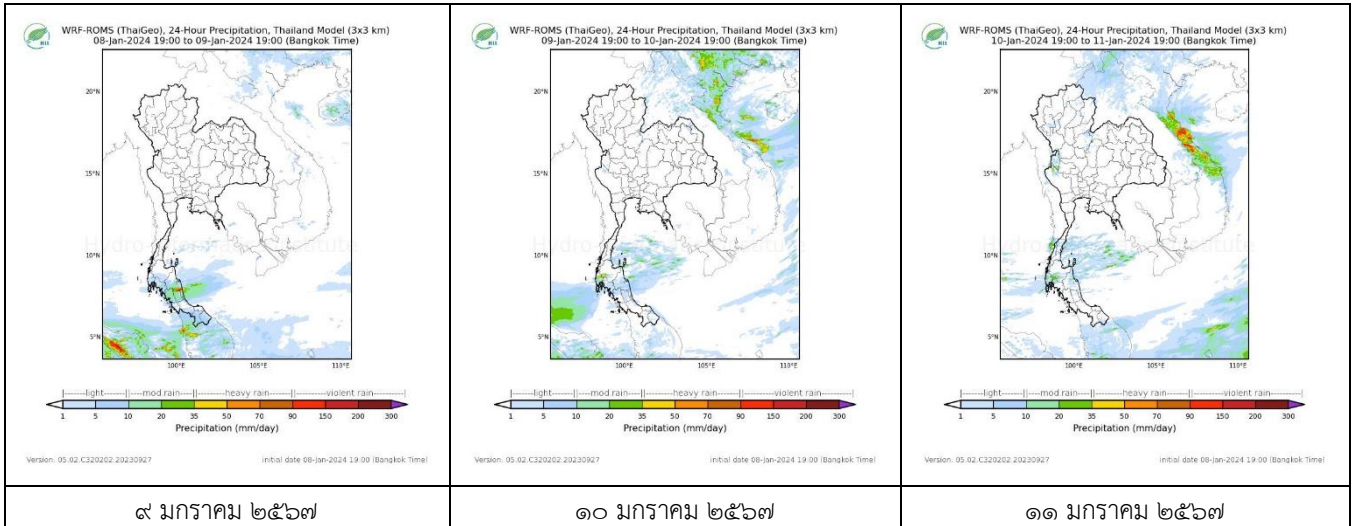 HII
WRF-ROMS (ThaiGeo), 24-Hour Precipitation, Thailand Model (3x3 km)
08-Jan-2024 19:00 to 09-Jan-2024 19:00 (Bangkok Time)
20°N
15°N
10°N
5°N
100°E
105°E
110°E
light mod rain heavy rain violent rain
1 5 10 20 35 50 70 90 150 200 300
Precipitation (mm/day)
Version: 05.02.C320202.20230927
initial date 08-Jan-2024 19:00 (Bangkok Time)
๙ มกราคม ๒๕๖๗
HII
WRF-ROMS (ThaiGeo), 24-Hour Precipitation, Thailand Model (3x3 km)
09-Jan-2024 19:00 to 10-Jan-2024 19:00 (Bangkok Time)
20°N
15°N
10°N
5°N
100°E
105°E
110°E
light mod rain heavy rain violent rain
1 5 10 20 35 50 70 90 150 200 300
Precipitation (mm/day)
Version: 05.02.C320202.20230927
initial date 08-Jan-2024 19:00 (Bangkok Time)
๑๐ มกราคม ๒๕๖๗
HII
WRF-ROMS (ThaiGeo), 24-Hour Precipitation, Thailand Model (3x3 km)
10-Jan-2024 19:00 to 11-Jan-2024 19:00 (Bangkok Time)
20°N
15°N
10°N
5°N
100°E
105°E
110°E
light mod rain heavy rain violent rain
1 5 10 20 35 50 70 90 150 200 300
Precipitation (mm/day)
Version: 05.02.C320202.20230927
initial date 08-Jan-2024 19:00 (Bangkok Time)
๑๑ มกราคม ๒๕๖๗